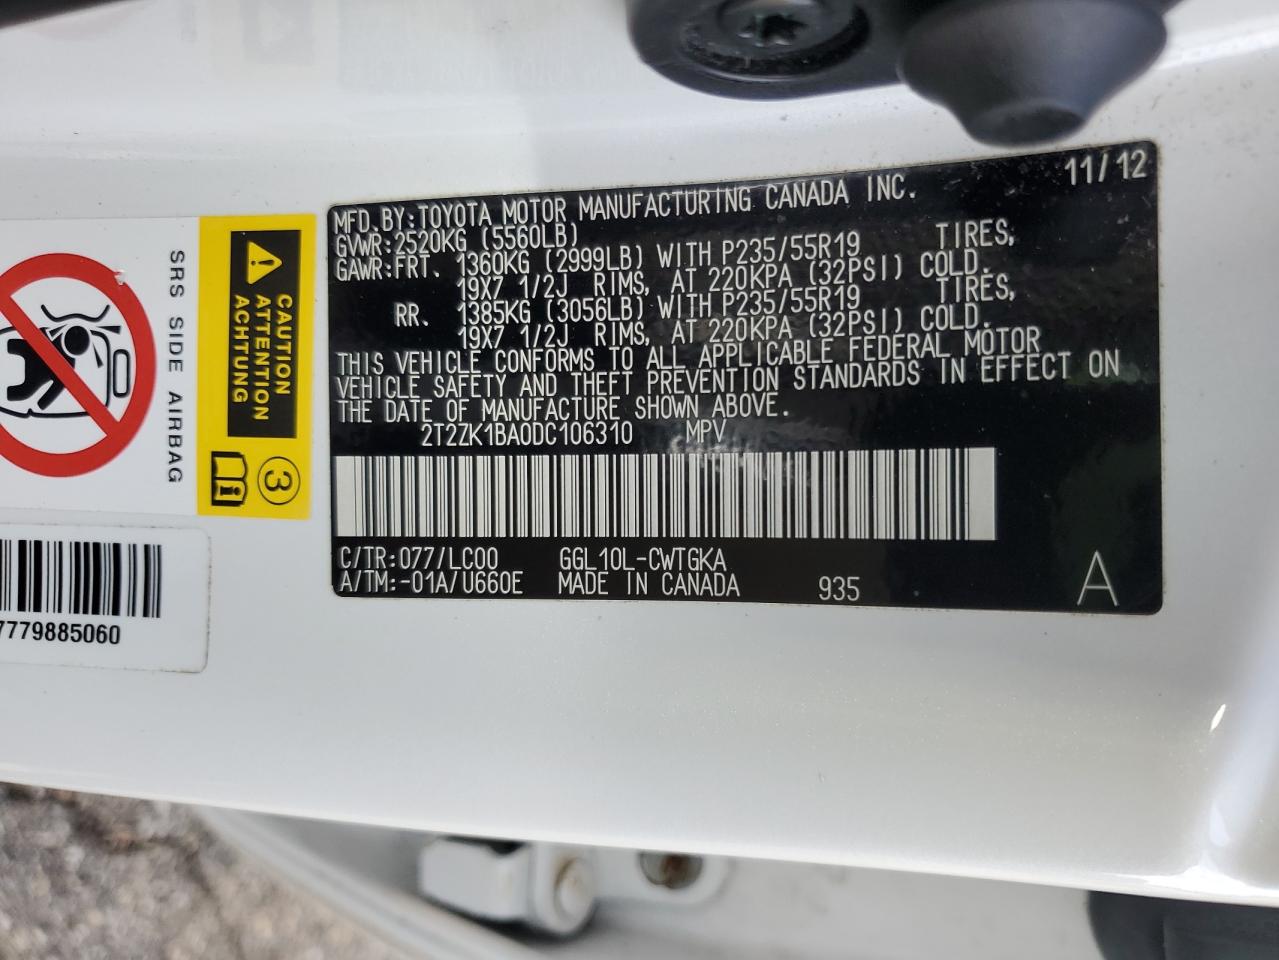 11/12
MFD.BY:TOYOTA MOTOR MANUFACTURING CANADA INC.
GVWR:2520KG (5560LB)
GAWR:FRT. 1360KG (2999LB) WITH P235/55R19 TIRES,
19X7 1/2J RIMS, AT 220KPA (32PSI) COLD.
RR. 1385KG (3056LB) WITH P235/55R19 TIRES,
19X7 1/2J RIMS, AT 220KPA (32PSI) COLD.
THIS VEHICLE CONFORMS TO ALL APPLICABLE FEDERAL MOTOR
VEHICLE SAFETY AND THEFT PREVENTION STANDARDS IN EFFECT ON
THE DATE OF MANUFACTURE SHOWN ABOVE.
2T2ZK1BA0DC106310 MPV
C/TR:077/LC00 GGL10L-CWTGKA
A/TM:-01A/U660E MADE IN CANADA 935 A
SRS SIDE AIRBAG
CAUTION
ATTENTION
ACHTUNG
3
7779885060